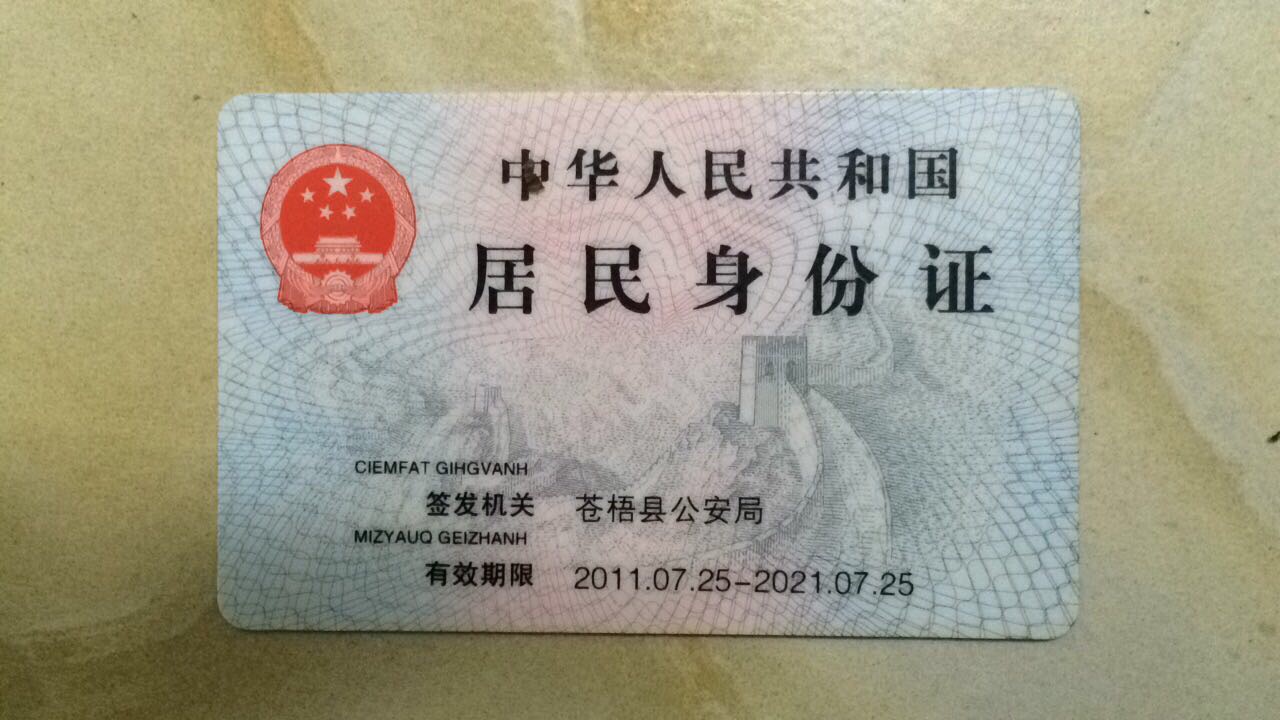 中华人民共和国
居民身份证
CIEMFAT GIHGVANH
签发机关 苍梧县公安局
MIZYAUQ GEIZHANH
有效期限 2011.07.25-2021.07.25